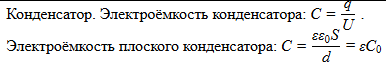 Конденсатор. Электроёмкость конденсатора: C = q/U .
Электроёмкость плоского конденсатора: C = εε₀S/d = εC₀